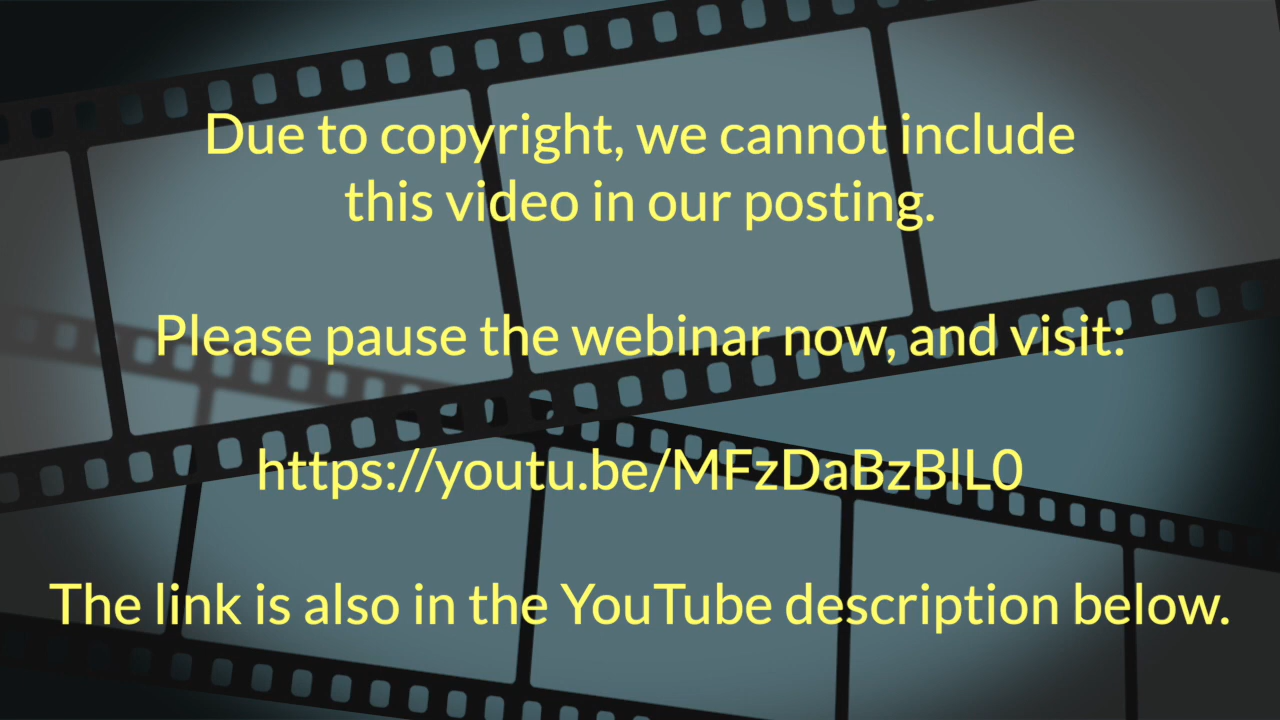 Due to copyright, we cannot include
this video in our posting.
Please pause the webinar now, and visit:
https://youtu.be/MFzDaBzBlL0
The link is also in the YouTube description below.